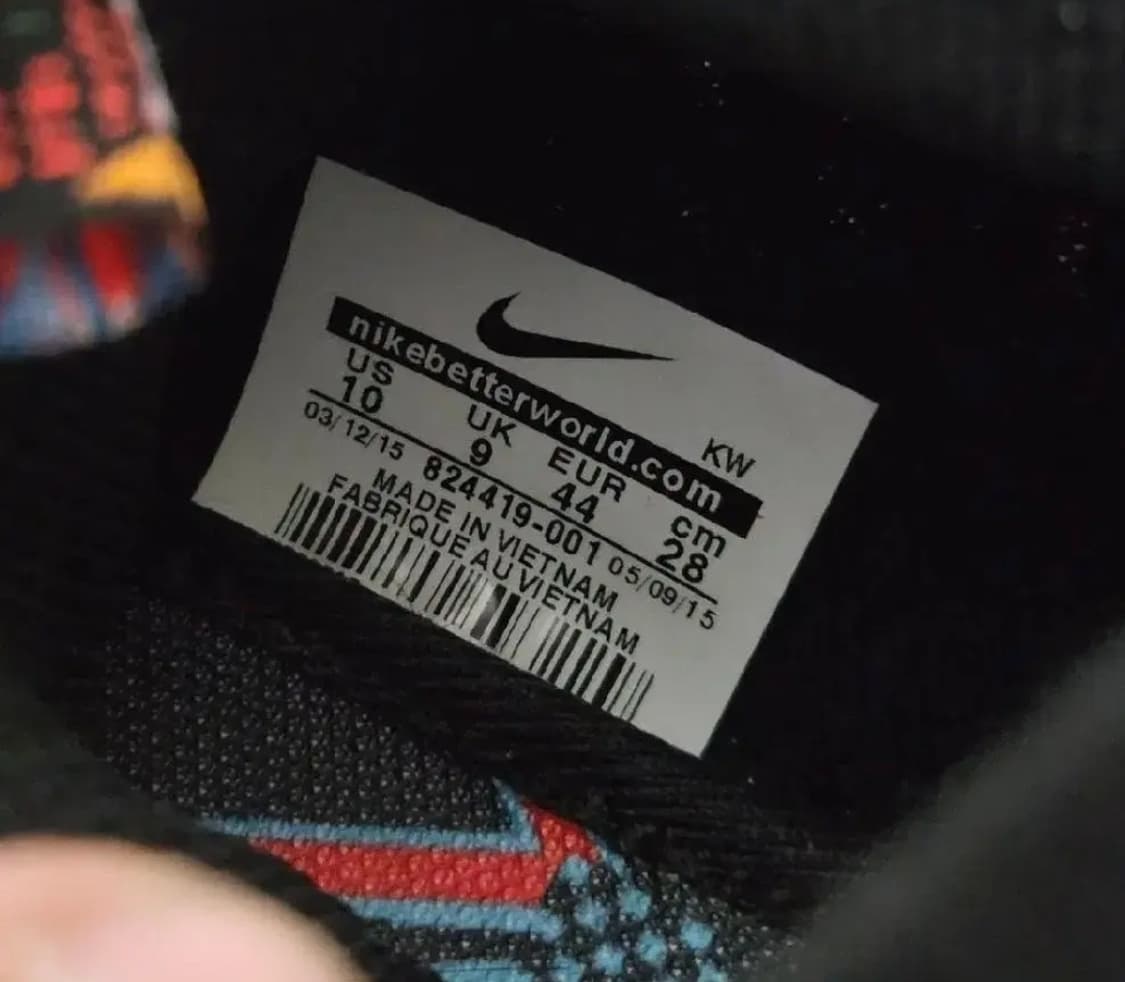 nikebetterworld.com
KW
US UK EUR cm
10 9 44 28
03/12/15 824419-001 05/09/15
MADE IN VIETNAM
FABRIQUE AU VIETNAM